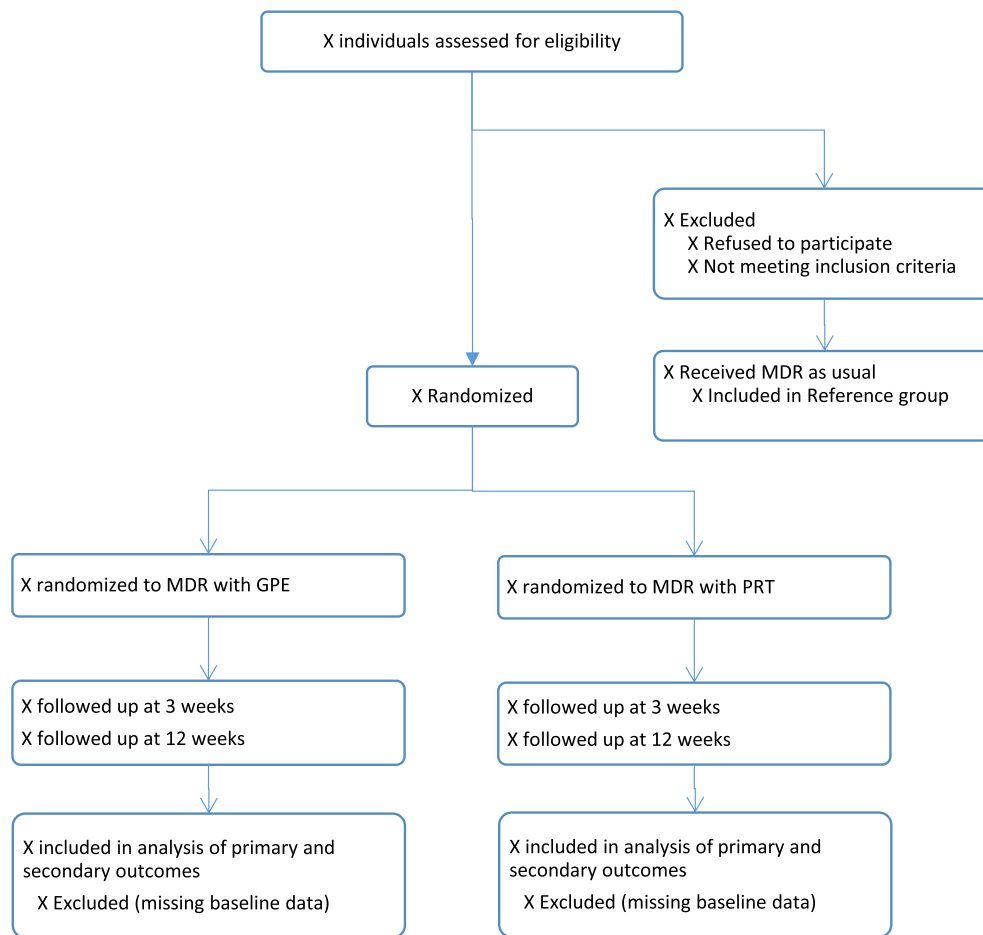 X individuals assessed for eligibility
X Excluded
X Refused to participate
X Not meeting inclusion criteria
X Received MDR as usual
X Included in Reference group
X Randomized
X randomized to MDR with GPE
X randomized to MDR with PRT
X followed up at 3 weeks
X followed up at 12 weeks
X followed up at 3 weeks
X followed up at 12 weeks
X included in analysis of primary and
secondary outcomes
X Excluded (missing baseline data)
X included in analysis of primary and
secondary outcomes
X Excluded (missing baseline data)